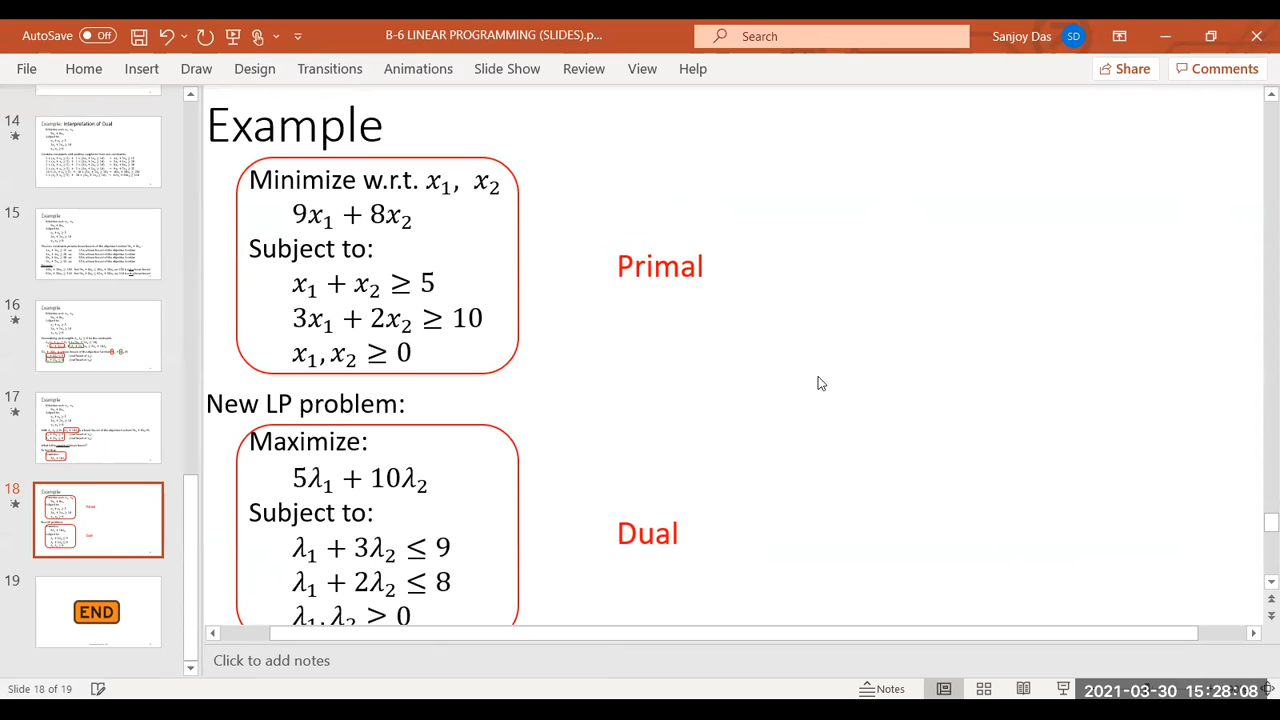 AutoSave Off
B-6 LINEAR PROGRAMMING (SLIDES).p...
Search
Sanjoy Das SD
File Home Insert Draw Design Transitions Animations Slide Show Review View Help Share Comments
14
15
16
17
18
19
END
Example
Minimize w.r.t. x₁, x₂
9x₁ + 8x₂
Subject to:
x₁ + x₂ ≥ 5
3x₁ + 2x₂ ≥ 10
x₁, x₂ ≥ 0
Primal
New LP problem:
Maximize:
5λ₁ + 10λ₂
Subject to:
λ₁ + 3λ₂ ≤ 9
λ₁ + 2λ₂ ≤ 8
λ₁, λ₂ ≥ 0
Dual
Click to add notes
Slide 18 of 19
Notes
2021-03-30 15:28:08